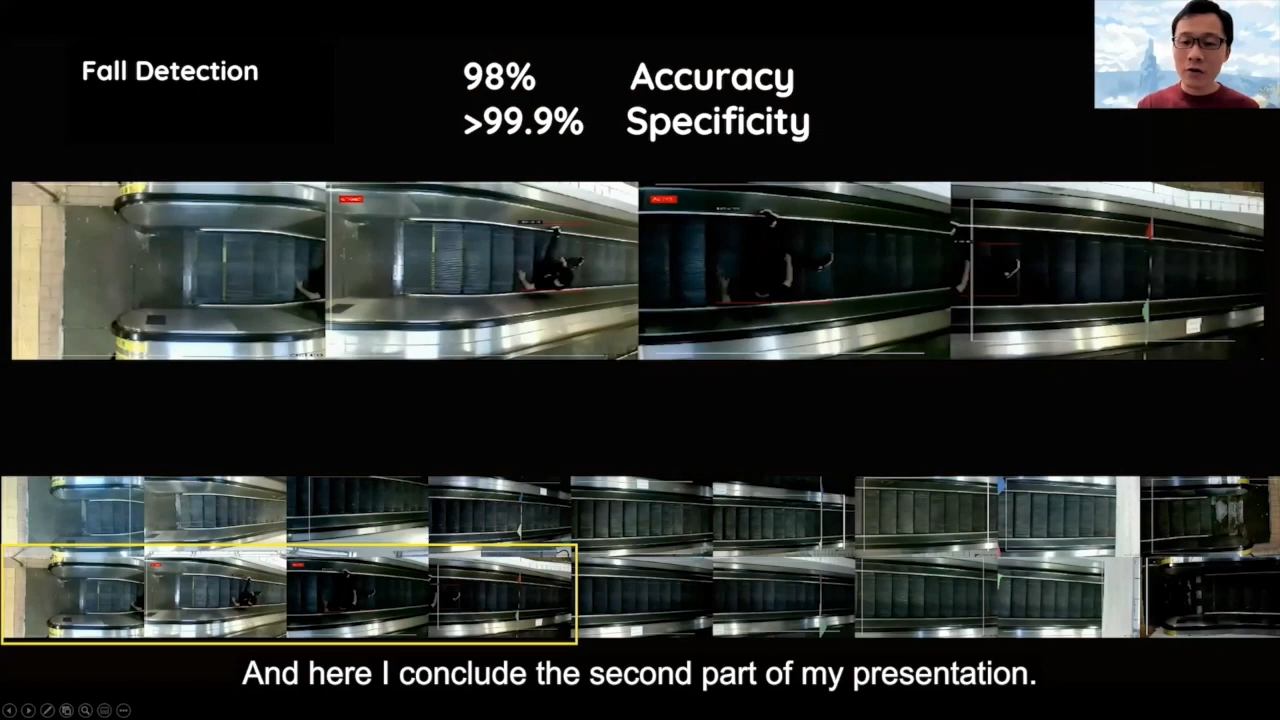 Fall Detection
98% Accuracy
>99.9% Specificity
And here I conclude the second part of my presentation.